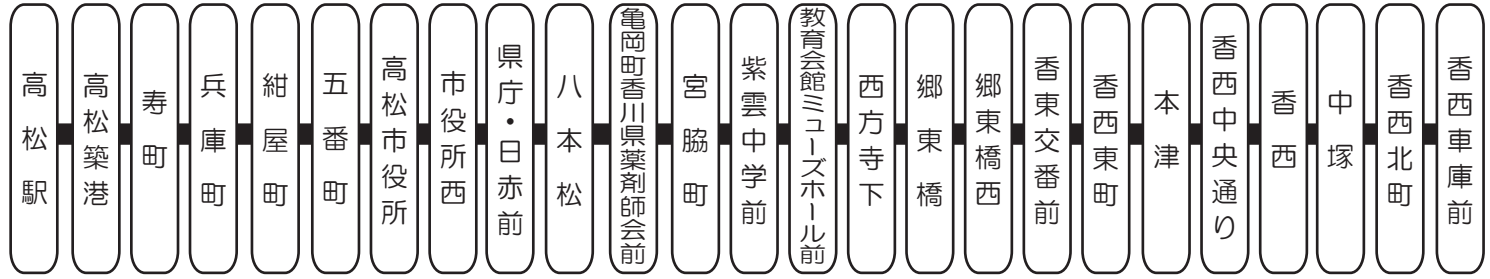 高松駅
高松築港
寿町
兵庫町
紺屋町
五番町
高松市役所
市役所西
県庁・日赤前
八本松
亀岡町香川県薬剤師会前
宮脇町
紫雲中学前
教育会館ミューズホール前
西方寺下
郷東橋
郷東橋西
香東交番前
香西東町
本津
香西中央通り
香西
中塚
香西北町
香西車庫前